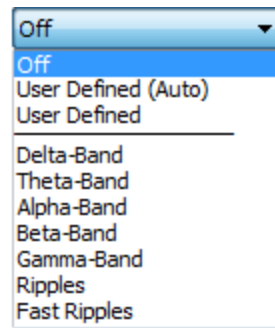 Off
Off
User Defined (Auto)
User Defined
Delta-Band
Theta-Band
Alpha-Band
Beta-Band
Gamma-Band
Ripples
Fast Ripples